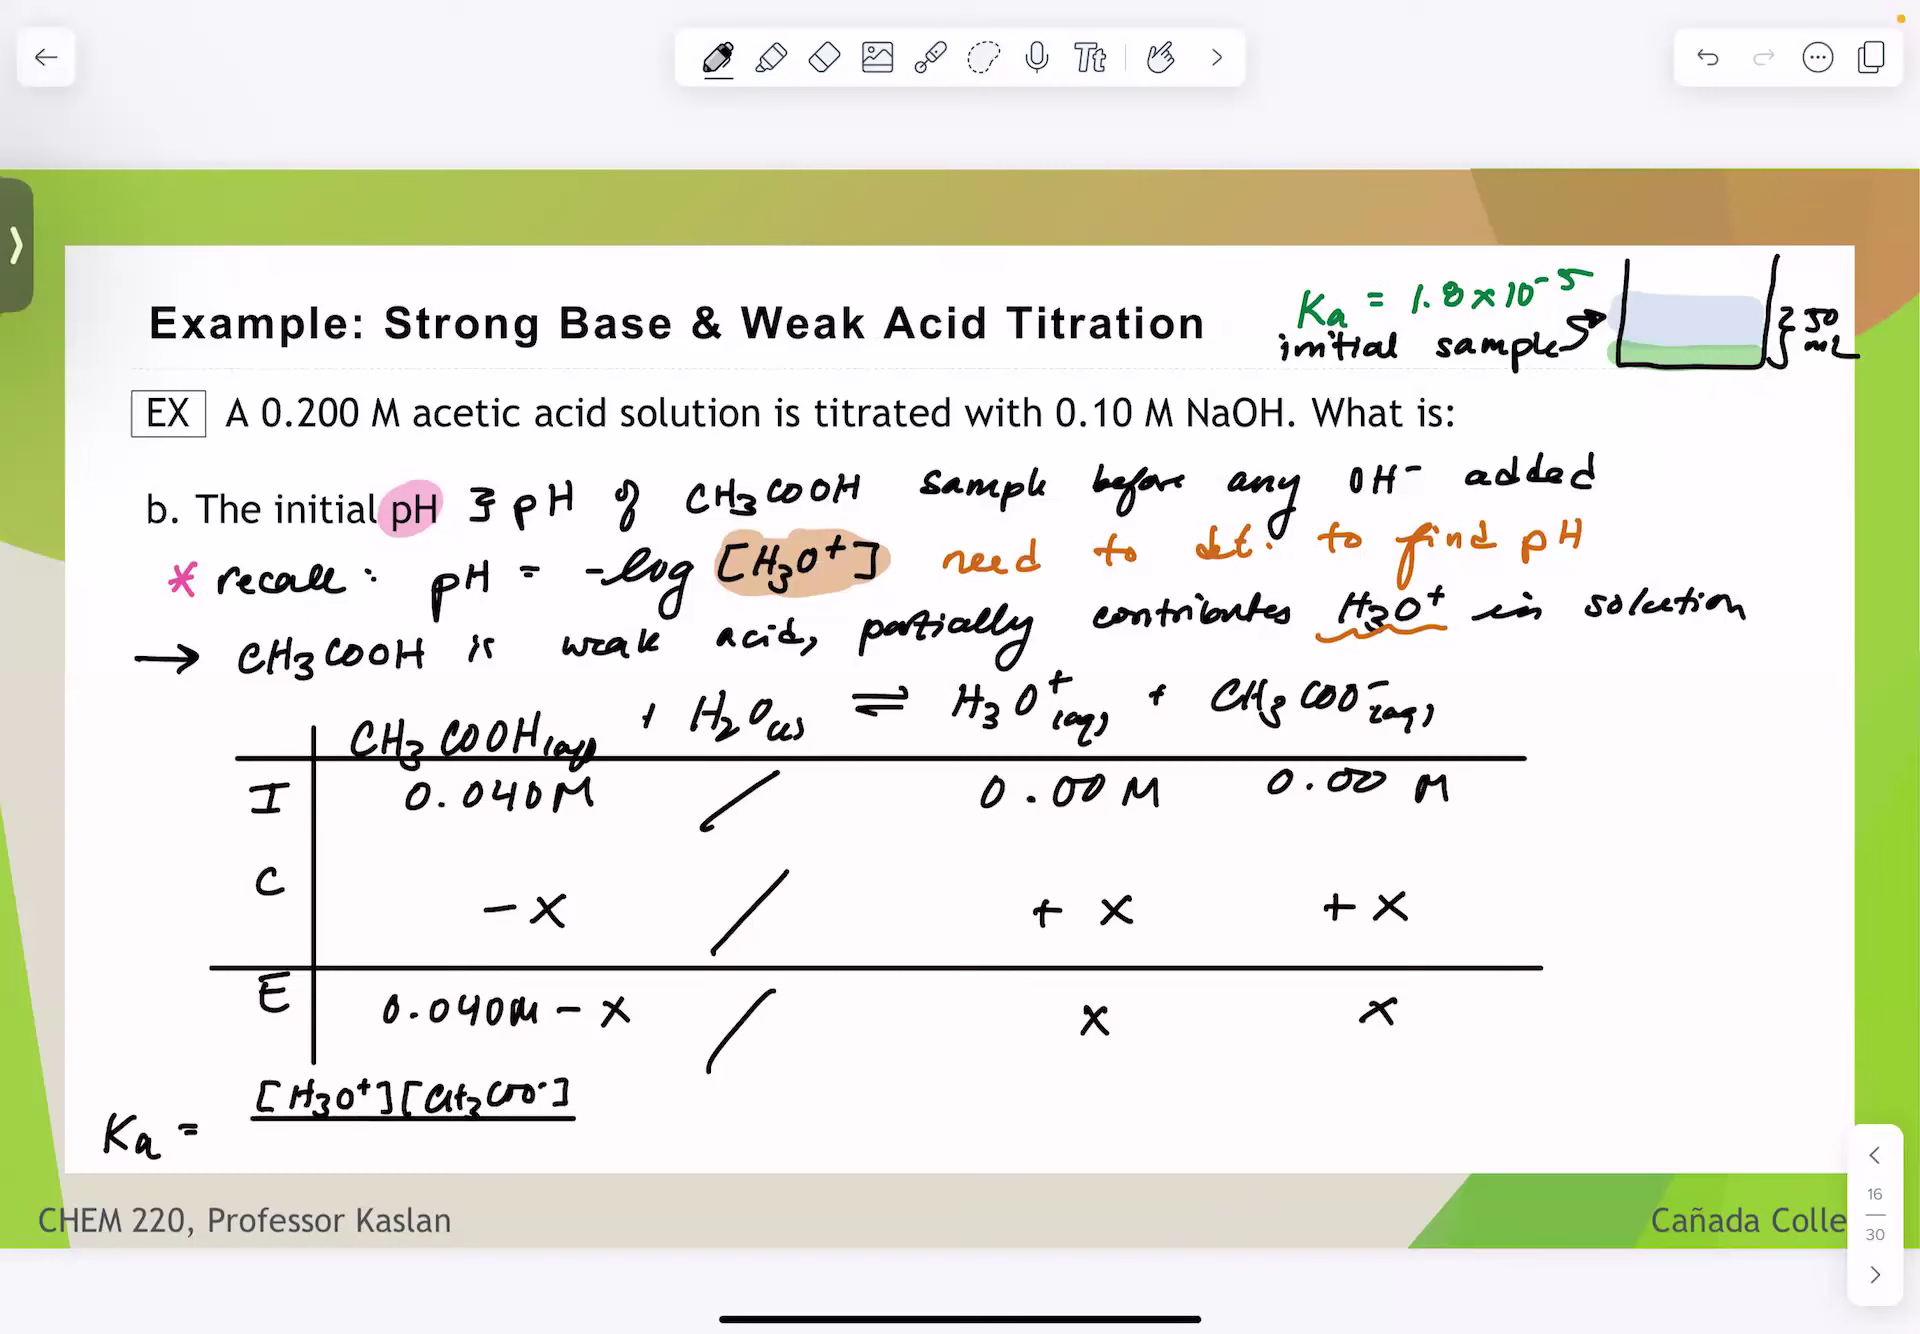 Example: Strong Base & Weak Acid Titration
Ka = 1.8 x 10⁻⁵
initial sample
50 mL
EX A 0.200 M acetic acid solution is titrated with 0.10 M NaOH. What is:
b. The initial pH } pH of CH3COOH sample before any OH⁻ added
* recall: pH = -log [H3O⁺] need to det. to find pH
→ CH3COOH is weak acid, partially contributes H3O⁺ in solution
CH3COOH(aq) + H2O(l) ⇌ H3O⁺(aq) + CH3COO⁻(aq)
I 0.040M / 0.00 M 0.00 M
C - x / + x + x
E 0.040M - x / x x
Ka = [H3O⁺][CH3COO⁻]
CHEM 220, Professor Kaslan
Cañada Colle
16
30
Tt